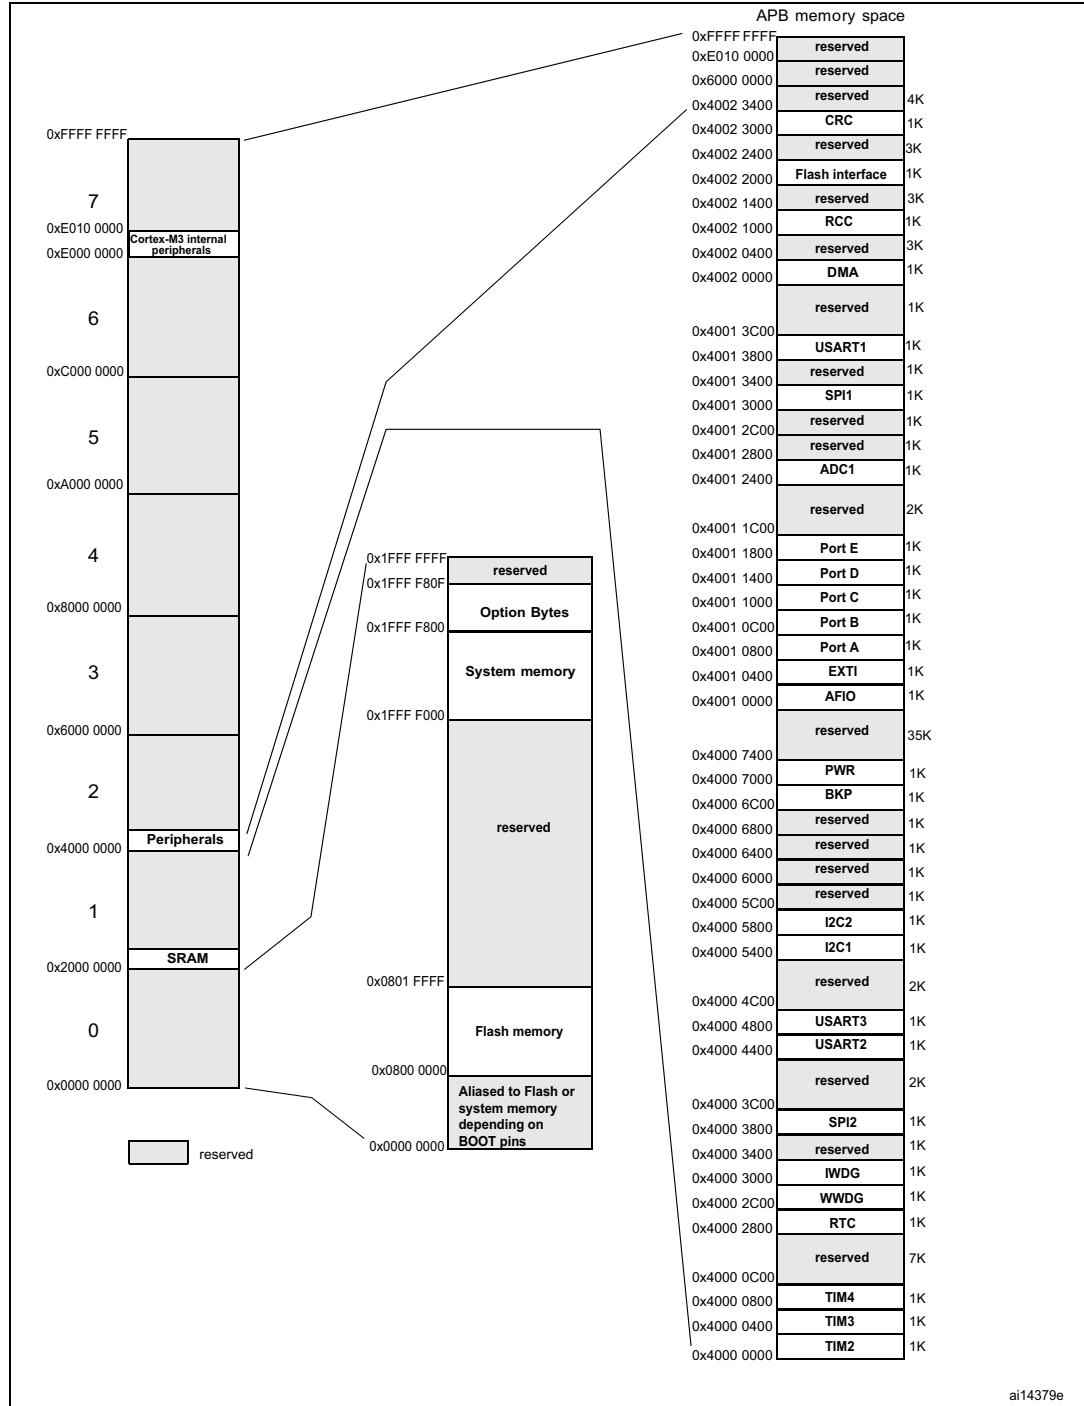 APB memory space
0xFFFF FFFF
reserved
0xE010 0000
reserved
0x6000 0000
reserved
4K
0x4002 3400
CRC
1K
0x4002 3000
reserved
3K
0x4002 2400
Flash interface
1K
0x4002 2000
reserved
3K
0x4002 1400
RCC
1K
0x4002 1000
reserved
3K
0x4002 0400
DMA
1K
0x4002 0000
reserved
1K
0x4001 3C00
USART1
1K
0x4001 3800
reserved
1K
0x4001 3400
SPI1
1K
0x4001 3000
reserved
1K
0x4001 2C00
reserved
1K
0x4001 2800
ADC1
1K
0x4001 2400
reserved
2K
0x4001 1C00
Port E
1K
0x4001 1800
Port D
1K
0x4001 1400
Port C
1K
0x4001 1000
Port B
1K
0x4001 0C00
Port A
1K
0x4001 0800
EXTI
1K
0x4001 0400
AFIO
1K
0x4001 0000
reserved
35K
0x4000 7400
PWR
1K
0x4000 7000
BKP
1K
0x4000 6C00
reserved
1K
0x4000 6800
reserved
1K
0x4000 6400
reserved
1K
0x4000 6000
reserved
1K
0x4000 5C00
I2C2
1K
0x4000 5800
I2C1
1K
0x4000 5400
reserved
2K
0x4000 4C00
USART3
1K
0x4000 4800
USART2
1K
0x4000 4400
reserved
2K
0x4000 3C00
SPI2
1K
0x4000 3800
reserved
1K
0x4000 3400
IWDG
1K
0x4000 3000
WWDG
1K
0x4000 2C00
RTC
1K
0x4000 2800
reserved
7K
0x4000 0C00
TIM4
1K
0x4000 0800
TIM3
1K
0x4000 0400
TIM2
1K
0x4000 0000
0xFFFF FFFF
7
0xE010 0000
Cortex-M3 internal
peripherals
0xE000 0000
6
0xC000 0000
5
0xA000 0000
4
0x8000 0000
3
0x6000 0000
2
Peripherals
0x4000 0000
1
SRAM
0x2000 0000
0
0x0000 0000
reserved
0x1FFF FFFF
reserved
0x1FFF F80F
Option Bytes
0x1FFF F800
System memory
0x1FFF F000
reserved
0x0801 FFFF
Flash memory
0x0800 0000
Aliased to Flash or
system memory
depending on
BOOT pins
0x0000 0000
ai14379e